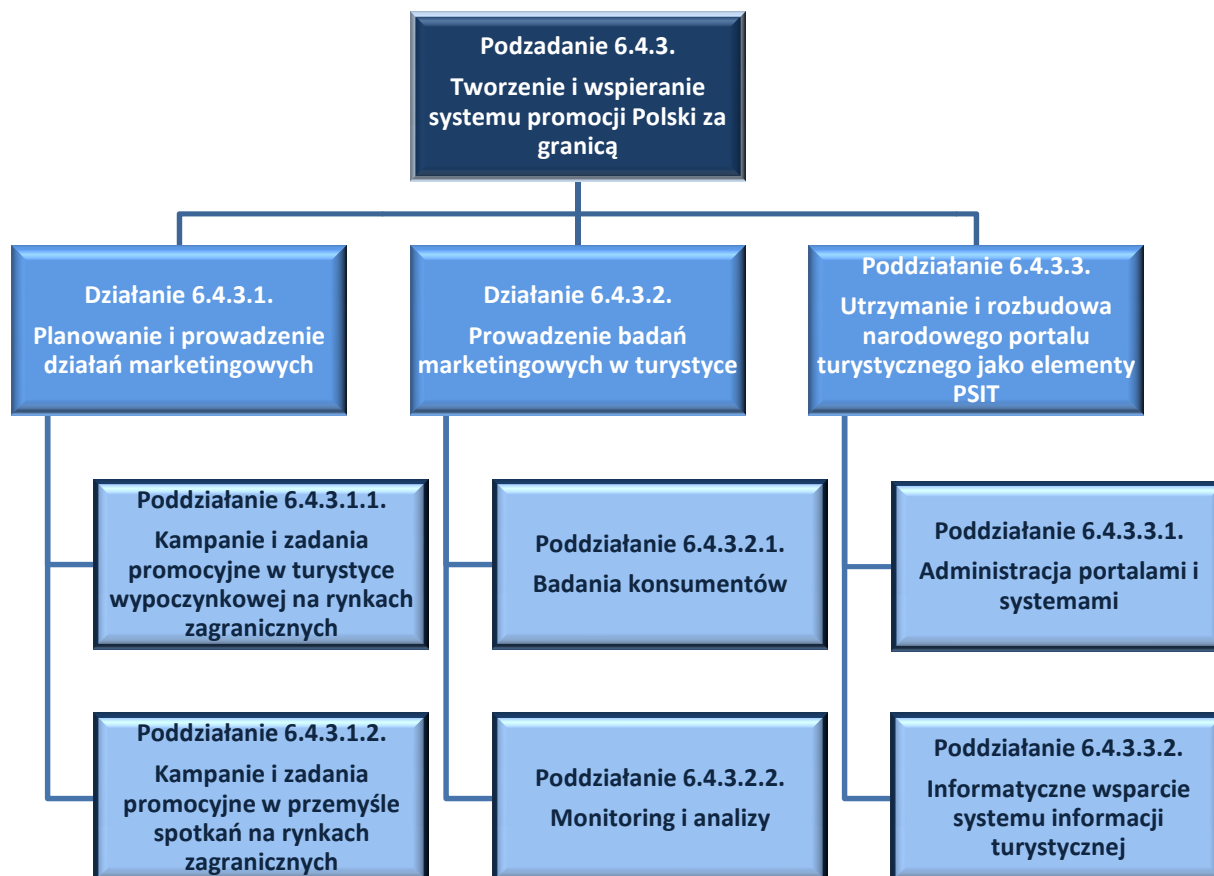 Podzadanie 6.4.3.
Tworzenie i wspieranie
systemu promocji Polski za
granicą
Działanie 6.4.3.1.
Planowanie i prowadzenie
działań marketingowych
Poddziałanie 6.4.3.1.1.
Kampanie i zadania
promocyjne w turystyce
wypoczynkowej na rynkach
zagranicznych
Poddziałanie 6.4.3.1.2.
Kampanie i zadania
promocyjne w przemyśle
spotkań na rynkach
zagranicznych
Działanie 6.4.3.2.
Prowadzenie badań
marketingowych w turystyce
Poddziałanie 6.4.3.2.1.
Badania konsumentów
Poddziałanie 6.4.3.2.2.
Monitoring i analizy
Poddziałanie 6.4.3.3.
Utrzymanie i rozbudowa
narodowego portalu
turystycznego jako elementy
PSIT
Poddziałanie 6.4.3.3.1.
Administracja portalami i
systemami
Poddziałanie 6.4.3.3.2.
Informatyczne wsparcie
systemu informacji
turystycznej